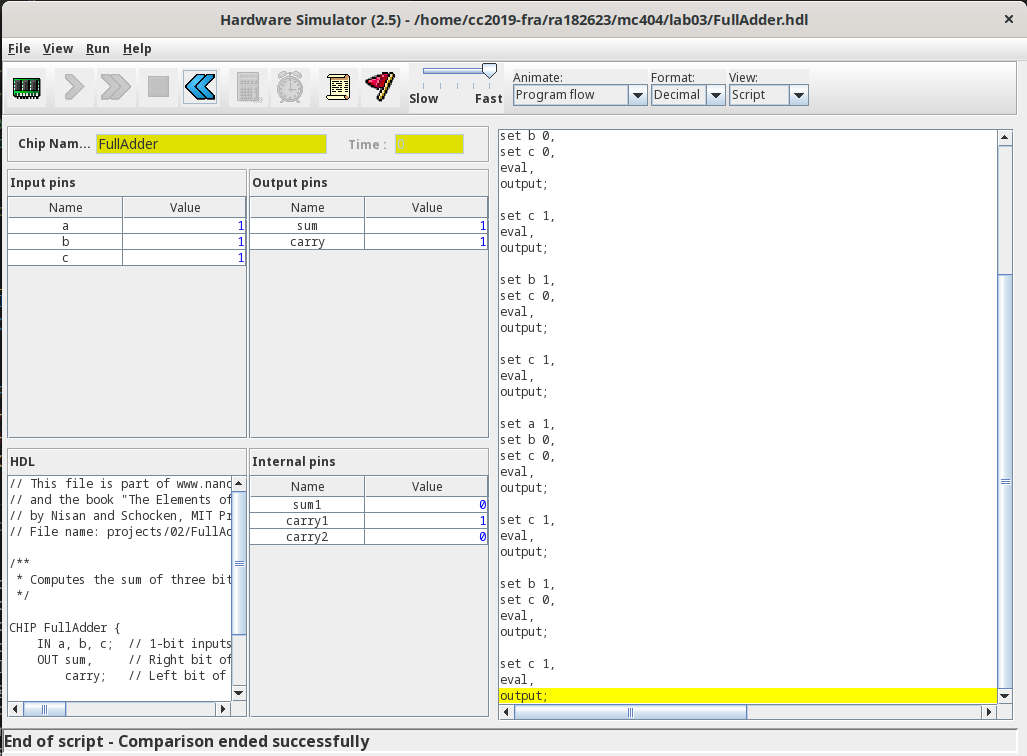 Hardware Simulator (2.5) - /home/cc2019-fra/ra182623/mc404/lab03/FullAdder.hdl
File View Run Help
Slow Fast
Animate: Format: View:
Program flow Decimal Script
Chip Nam... FullAdder Time : 0
Input pins
Name Value
a 1
b 1
c 1
Output pins
Name Value
sum 1
carry 1
HDL
// This file is part of www.nand
// and the book "The Elements of
// by Nisan and Schocken, MIT Pr
// File name: projects/02/FullAd
/**
* Computes the sum of three bit
*/
CHIP FullAdder {
IN a, b, c; // 1-bit inputs
OUT sum, // Right bit of
carry; // Left bit of
Internal pins
Name Value
sum1 0
carry1 1
carry2 0
set b 0,
set c 0,
eval,
output;
set c 1,
eval,
output;
set b 1,
set c 0,
eval,
output;
set c 1,
eval,
output;
set a 1,
set b 0,
set c 0,
eval,
output;
set c 1,
eval,
output;
set b 1,
set c 0,
eval,
output;
set c 1,
eval,
output;
End of script - Comparison ended successfully